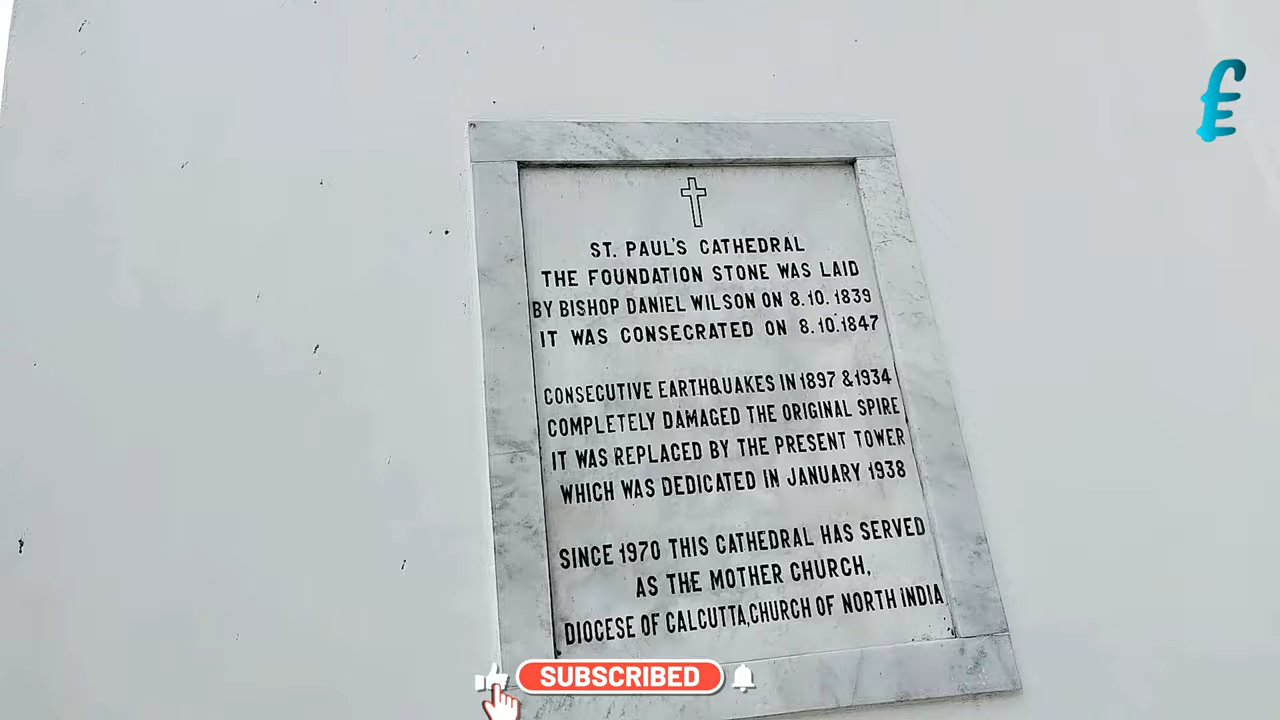 £
ST. PAUL'S CATHEDRAL
THE FOUNDATION STONE WAS LAID
BY BISHOP DANIEL WILSON ON 8.10.1839
IT WAS CONSECRATED ON 8.10.1847
CONSECUTIVE EARTHQUAKES IN 1897 & 1934
COMPLETELY DAMAGED THE ORIGINAL SPIRE
IT WAS REPLACED BY THE PRESENT TOWER
WHICH WAS DEDICATED IN JANUARY 1938
SINCE 1970 THIS CATHEDRAL HAS SERVED
AS THE MOTHER CHURCH,
DIOCESE OF CALCUTTA, CHURCH OF NORTH INDIA
SUBSCRIBED